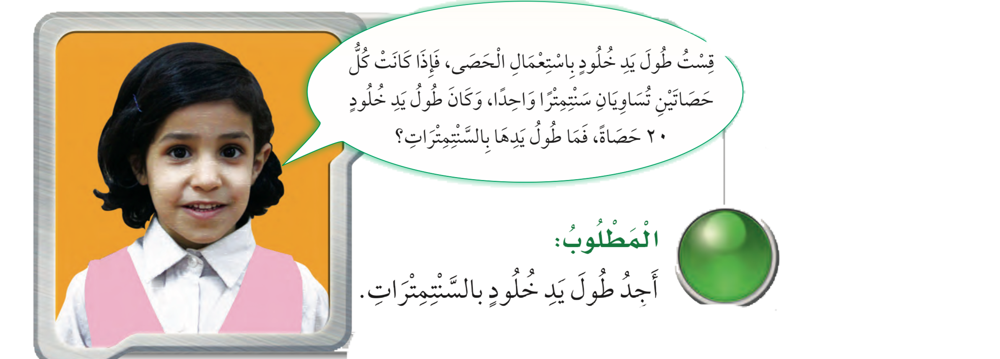 قِسْتُ طُولَ يَدِ خُلُودٍ بِاسْتِعْمَالِ الْحَصَى، فَإِذَا كَانَتْ كُلُّ
حَصَاتَيْنِ تُسَاوِيَانِ سَنْتِمِتْرًا وَاحِدًا، وَكَانَ طُولُ يَدِ خُلُودٍ
٢٠ حَصَاةً، فَمَا طُولُ يَدِهَا بِالسَّنْتِمِتْرَاتِ؟
الْمَطْلُوبُ:
أَجِدُ طُولَ يَدِ خُلُودٍ بالسَّنْتِمِتْرَاتِ.